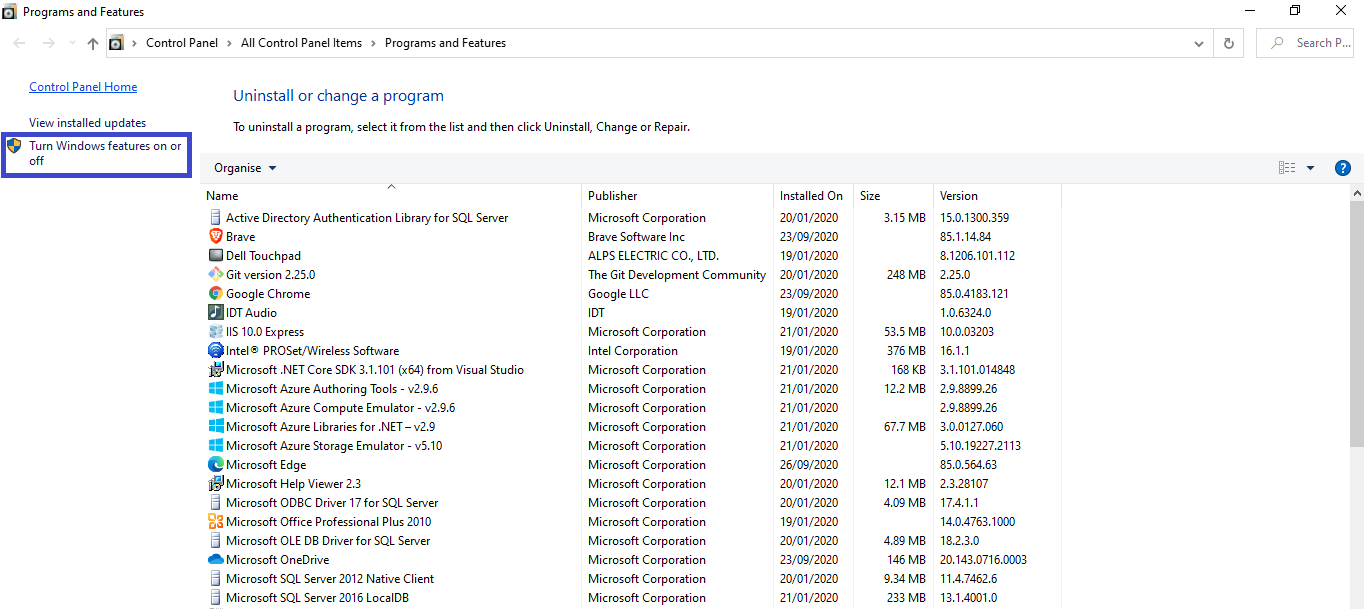 Programs and Features
Control Panel > All Control Panel Items > Programs and Features
Search P...
Control Panel Home
View installed updates
Turn Windows features on or
off
Uninstall or change a program
To uninstall a program, select it from the list and then click Uninstall, Change or Repair.
Organise
Name Publisher Installed On Size Version
Active Directory Authentication Library for SQL Server Microsoft Corporation 20/01/2020 3.15 MB 15.0.1300.359
Brave Brave Software Inc 23/09/2020 85.1.14.84
Dell Touchpad ALPS ELECTRIC CO., LTD. 19/01/2020 8.1206.101.112
Git version 2.25.0 The Git Development Community 20/01/2020 248 MB 2.25.0
Google Chrome Google LLC 23/09/2020 85.0.4183.121
IDT Audio IDT 19/01/2020 1.0.6324.0
IIS 10.0 Express Microsoft Corporation 21/01/2020 53.5 MB 10.0.03203
Intel® PROSet/Wireless Software Intel Corporation 19/01/2020 376 MB 16.1.1
Microsoft .NET Core SDK 3.1.101 (x64) from Visual Studio Microsoft Corporation 21/01/2020 168 KB 3.1.101.014848
Microsoft Azure Authoring Tools - v2.9.6 Microsoft Corporation 21/01/2020 12.2 MB 2.9.8899.26
Microsoft Azure Compute Emulator - v2.9.6 Microsoft Corporation 21/01/2020 2.9.8899.26
Microsoft Azure Libraries for .NET – v2.9 Microsoft Corporation 21/01/2020 67.7 MB 3.0.0127.060
Microsoft Azure Storage Emulator - v5.10 Microsoft Corporation 21/01/2020 5.10.19227.2113
Microsoft Edge Microsoft Corporation 26/09/2020 85.0.564.63
Microsoft Help Viewer 2.3 Microsoft Corporation 20/01/2020 12.1 MB 2.3.28107
Microsoft ODBC Driver 17 for SQL Server Microsoft Corporation 20/01/2020 4.09 MB 17.4.1.1
Microsoft Office Professional Plus 2010 Microsoft Corporation 19/01/2020 14.0.4763.1000
Microsoft OLE DB Driver for SQL Server Microsoft Corporation 20/01/2020 4.89 MB 18.2.3.0
Microsoft OneDrive Microsoft Corporation 23/09/2020 146 MB 20.143.0716.0003
Microsoft SQL Server 2012 Native Client Microsoft Corporation 20/01/2020 9.34 MB 11.4.7462.6
Microsoft SQL Server 2016 LocalDB Microsoft Corporation 21/01/2020 233 MB 13.1.4001.0